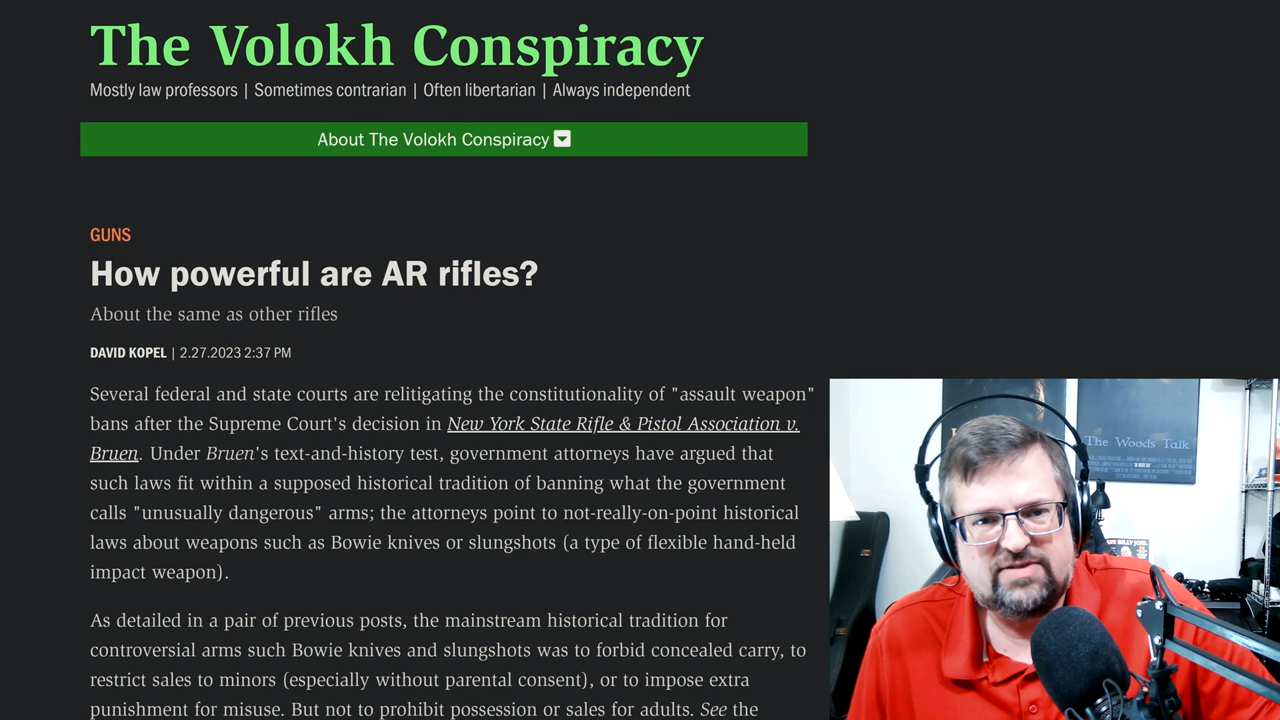 The Volokh Conspiracy
Mostly law professors | Sometimes contrarian | Often libertarian | Always independent
About The Volokh Conspiracy
GUNS
How powerful are AR rifles?
About the same as other rifles
DAVID KOPEL | 2.27.2023 2:37 PM
Several federal and state courts are relitigating the constitutionality of "assault weapon"
bans after the Supreme Court's decision in New York State Rifle & Pistol Association v.
Bruen. Under Bruen's text-and-history test, government attorneys have argued that
such laws fit within a supposed historical tradition of banning what the government
calls "unusually dangerous" arms; the attorneys point to not-really-on-point historical
laws about weapons such as Bowie knives or slungshots (a type of flexible hand-held
impact weapon).
As detailed in a pair of previous posts, the mainstream historical tradition for
controversial arms such Bowie knives and slungshots was to forbid concealed carry, to
restrict sales to minors (especially without parental consent), or to impose extra
punishment for misuse. But not to prohibit possession or sales for adults. See the
The Woods Talk
BILLY JOEL